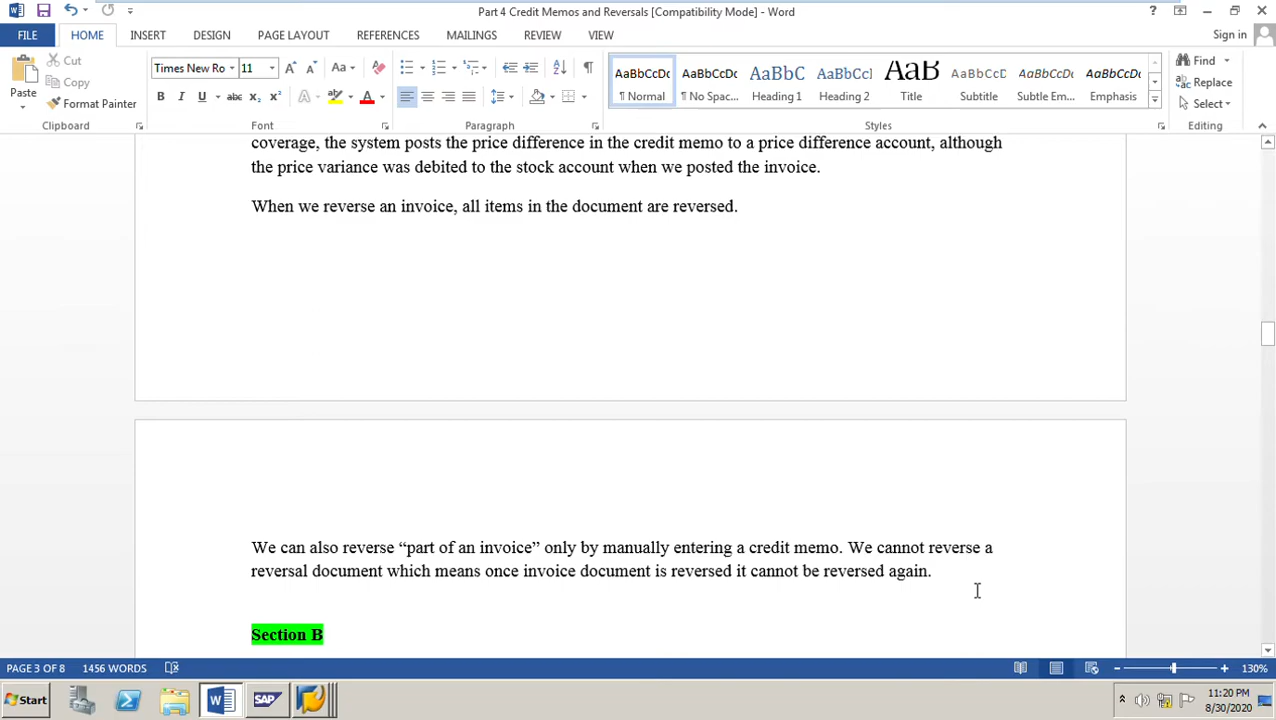 Part 4 Credit Memos and Reversals [Compatibility Mode] - Word
FILE HOME INSERT DESIGN PAGE LAYOUT REFERENCES MAILINGS REVIEW VIEW Sign in
Paste
Cut
Copy
Format Painter
Clipboard
Times New Ro 11
Font
Paragraph
AaBbCcDc AaBbCcDc AaBbC AaBbCcI AaB AaBbCcD AaBbCcDc AaBbCcDc
¶ Normal ¶ No Spac... Heading 1 Heading 2 Title Subtitle Subtle Em... Emphasis
Styles
Find
Replace
Select
Editing
coverage, the system posts the price difference in the credit memo to a price difference account, although
the price variance was debited to the stock account when we posted the invoice.
When we reverse an invoice, all items in the document are reversed.
We can also reverse “part of an invoice” only by manually entering a credit memo. We cannot reverse a
reversal document which means once invoice document is reversed it cannot be reversed again.
Section B
PAGE 3 OF 8 1456 WORDS 130%
Start SAP 11:20 PM
8/30/2020